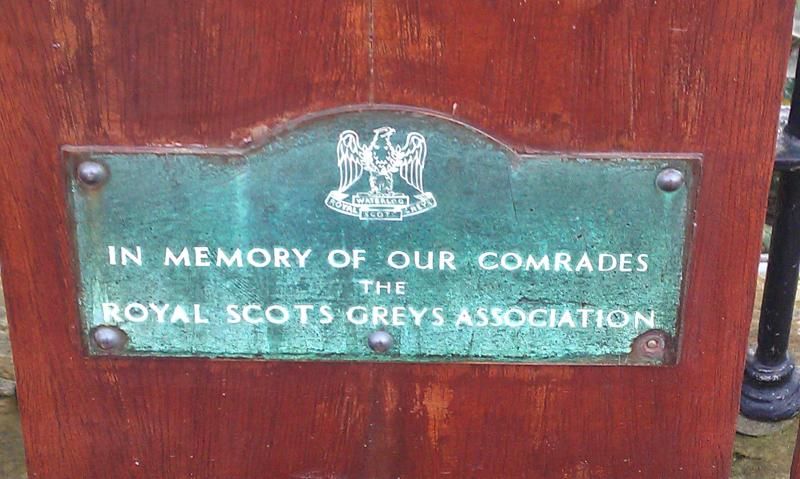 WATERLOO
ROYAL SCOTS GREYS
IN MEMORY OF OUR COMRADES
THE
ROYAL SCOTS GREYS ASSOCIATION